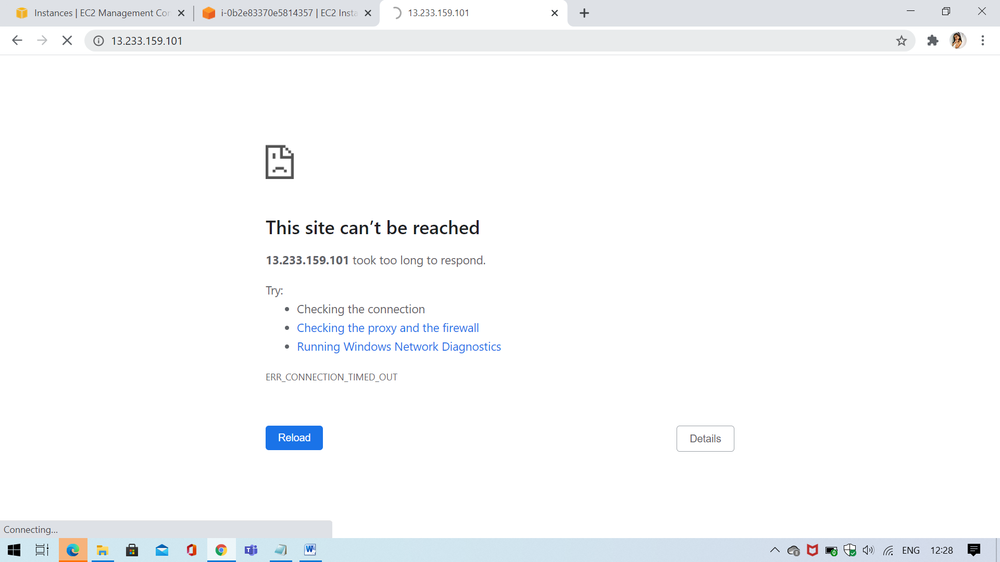 Instances | EC2 Management Con
i-0b2e83370e5814357 | EC2 Insta
13.233.159.101
13.233.159.101
This site can’t be reached
13.233.159.101 took too long to respond.
Try:
Checking the connection
Checking the proxy and the firewall
Running Windows Network Diagnostics
ERR_CONNECTION_TIMED_OUT
Reload
Details
Connecting...
ENG
12:28